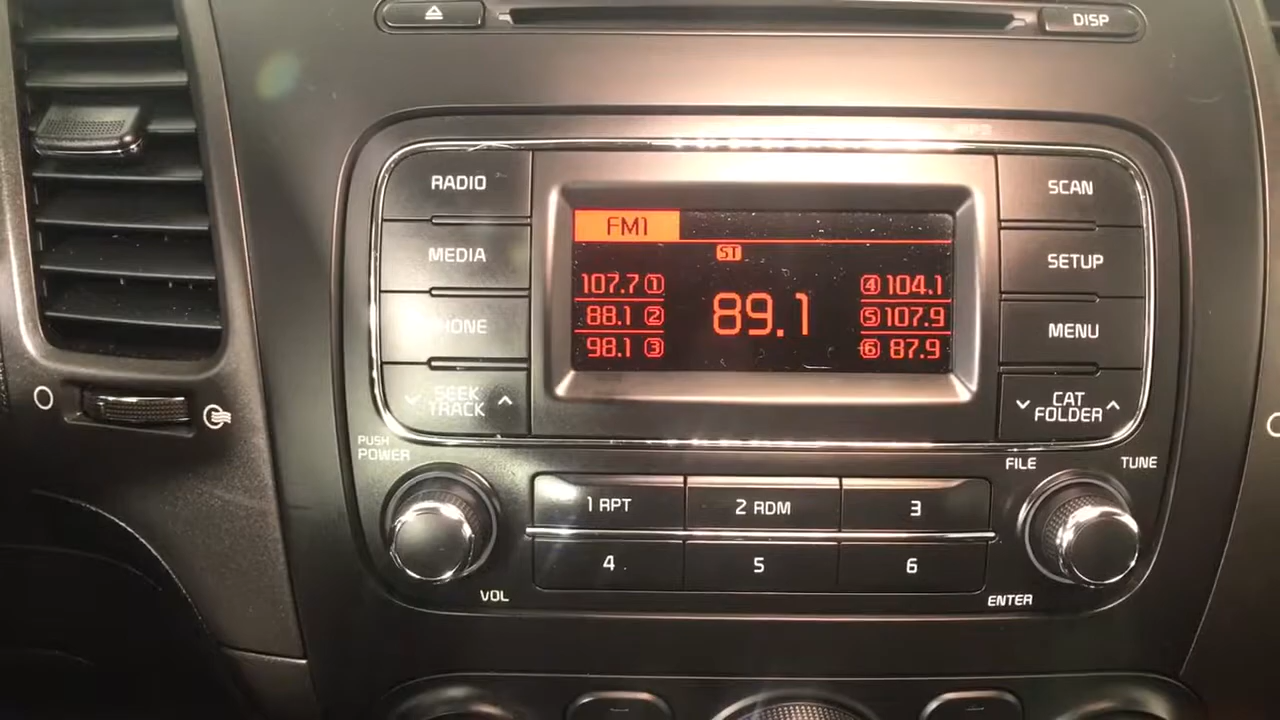 DISP
RADIO
MEDIA
PHONE
SEEK
TRACK
PUSH
POWER
VOL
FM1
ST
107.7 1
88.1 2
98.1 3
89.1
4 104.1
5 107.9
6 87.9
SCAN
SETUP
MENU
CAT
FOLDER
FILE
TUNE
1 RPT
2 RDM
3
4
5
6
ENTER